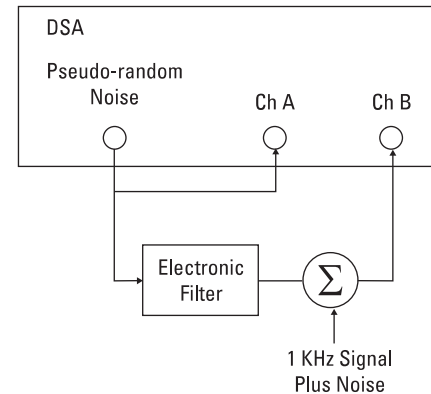 DSA
Pseudo-random
Noise
Ch A
Ch B
Electronic
Filter
Σ
1 KHz Signal
Plus Noise